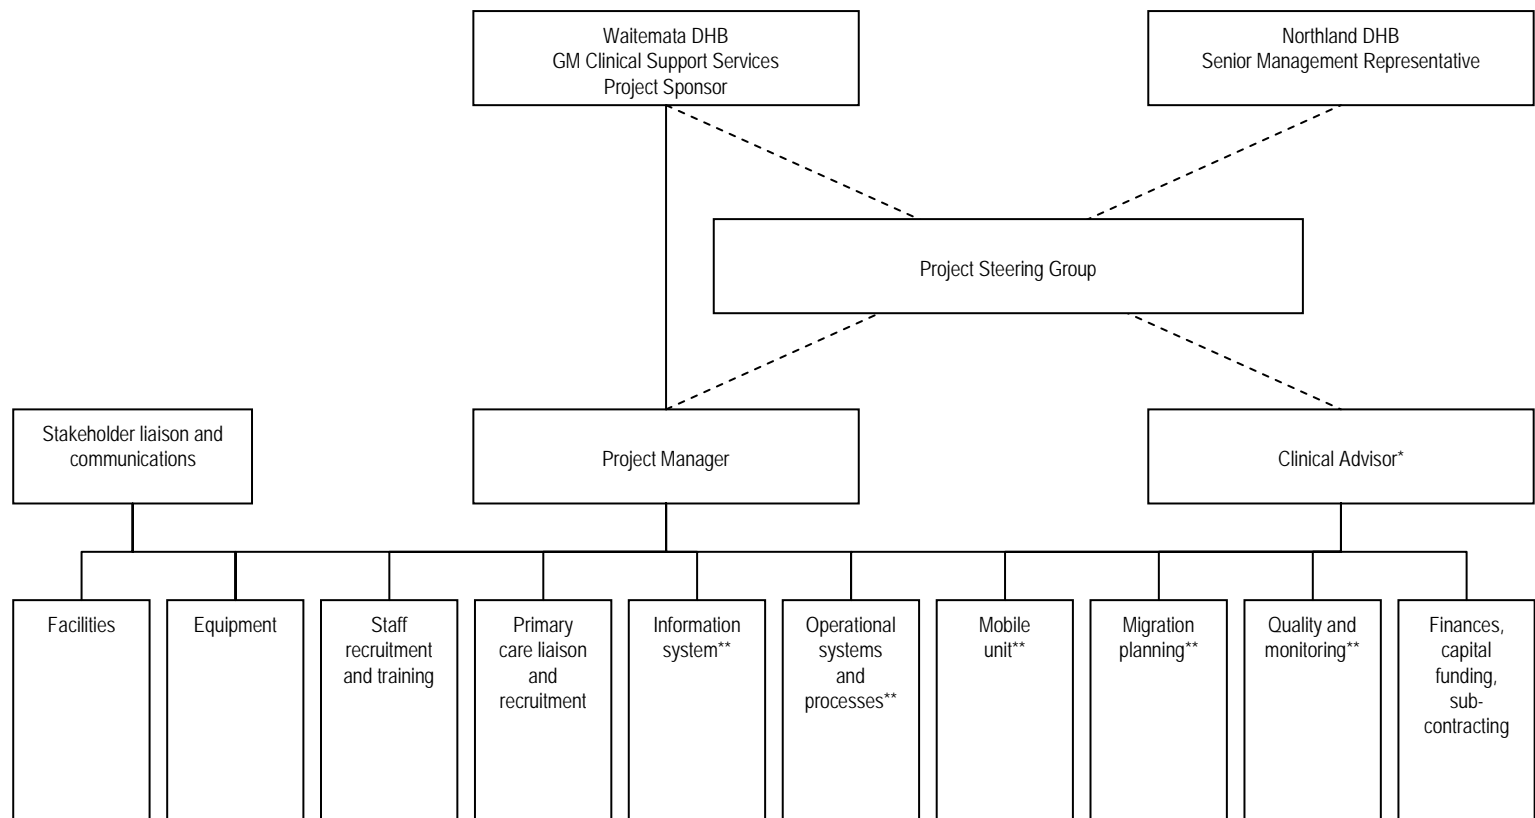 Waitemata DHB
GM Clinical Support Services
Project Sponsor
Northland DHB
Senior Management Representative
Project Steering Group
Stakeholder liaison and
communications
Project Manager
Clinical Advisor*
Facilities
Equipment
Staff
recruitment
and training
Primary
care liaison
and
recruitment
Information
system**
Operational
systems
and
processes**
Mobile
unit**
Migration
planning**
Quality and
monitoring**
Finances,
capital
funding,
sub-
contracting